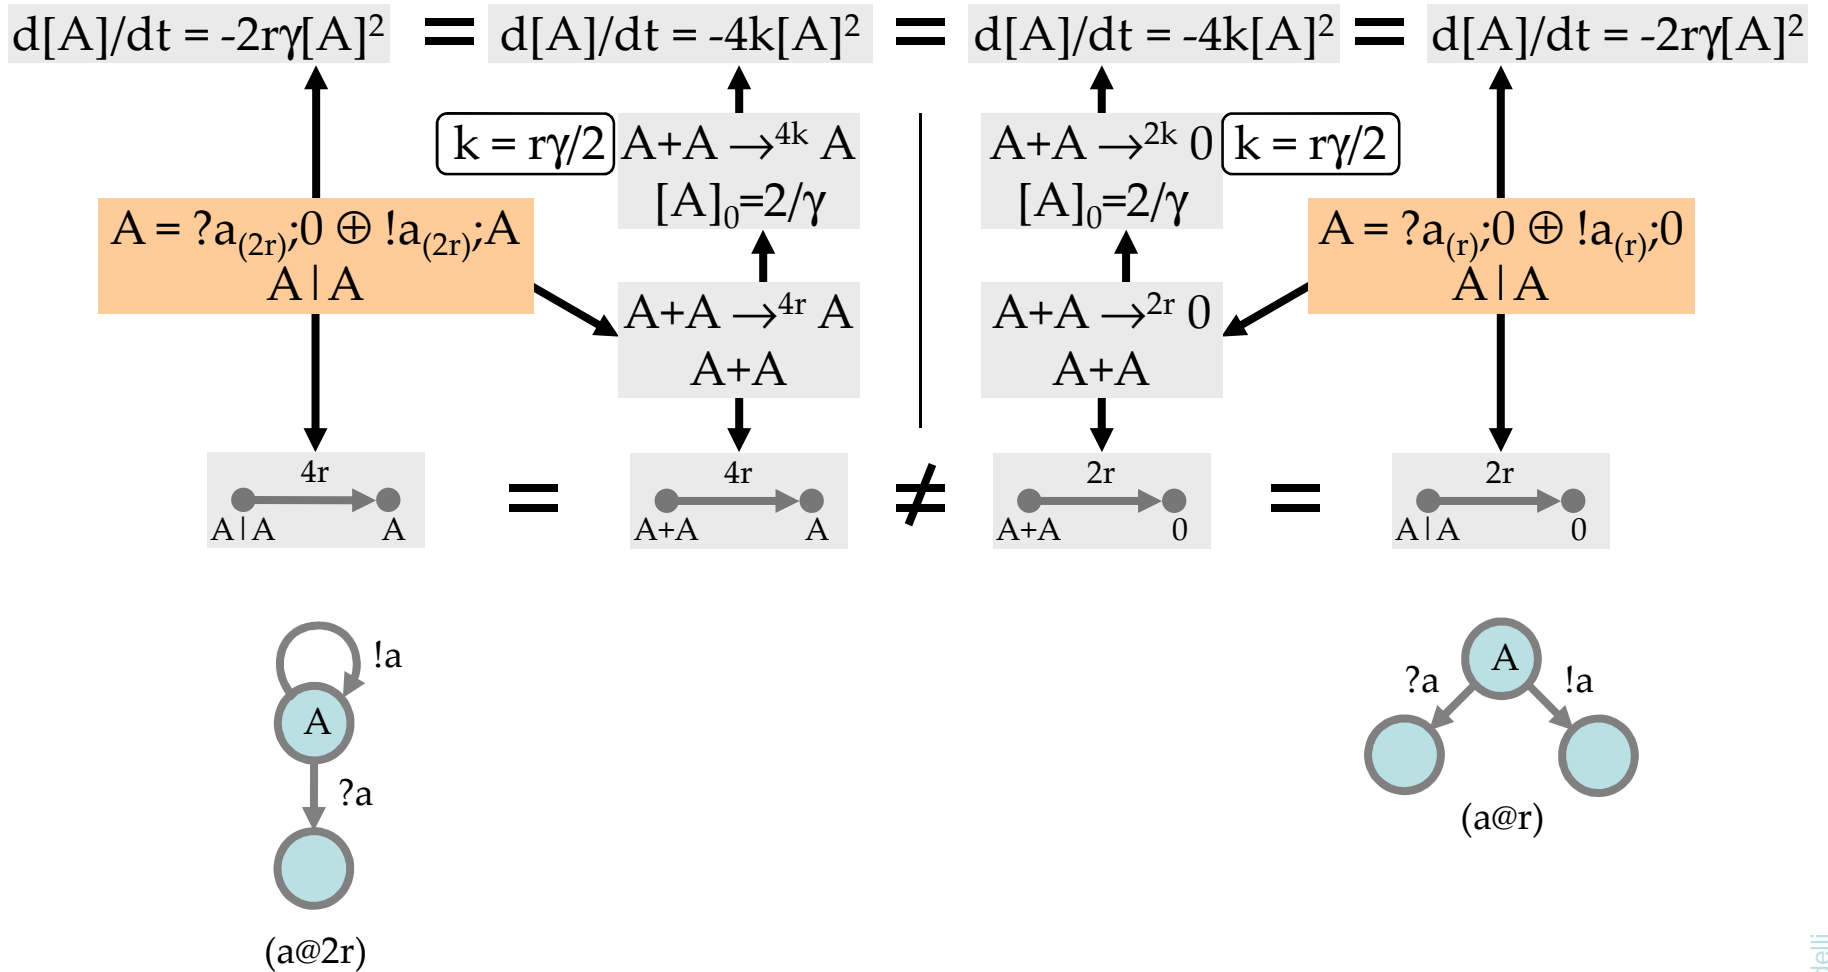 d[A]/dt = -2rγ[A]² = d[A]/dt = -4k[A]² = d[A]/dt = -4k[A]² = d[A]/dt = -2rγ[A]²
k = rγ/2
A+A →⁴ᵏ A
[A]₀=2/γ
A+A →²ᵏ 0
[A]₀=2/γ
k = rγ/2
A = ?a₍₂ᵣ₎;0 ⊕ !a₍₂ᵣ₎;A
A | A
A+A →⁴ʳ A
A+A
A+A →²ʳ 0
A+A
A = ?a₍ᵣ₎;0 ⊕ !a₍ᵣ₎;0
A | A
4r
A | A A
=
4r
A+A A
≠
2r
A+A 0
=
2r
A | A 0
!a
A
?a
(a@2r)
A
?a !a
(a@r)